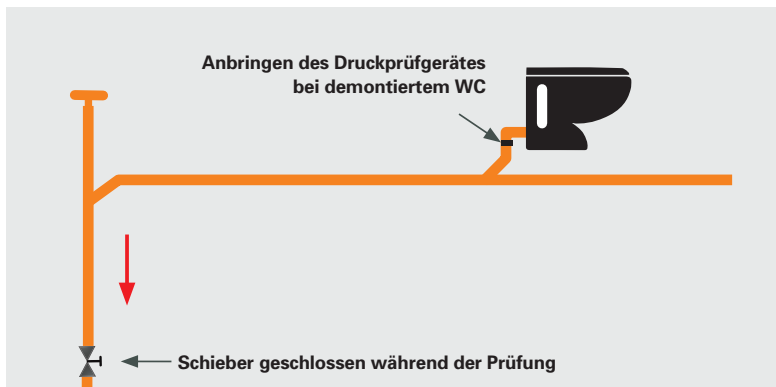 Anbringen des Druckprüfgerätes
bei demontiertem WC
Schieber geschlossen während der Prüfung